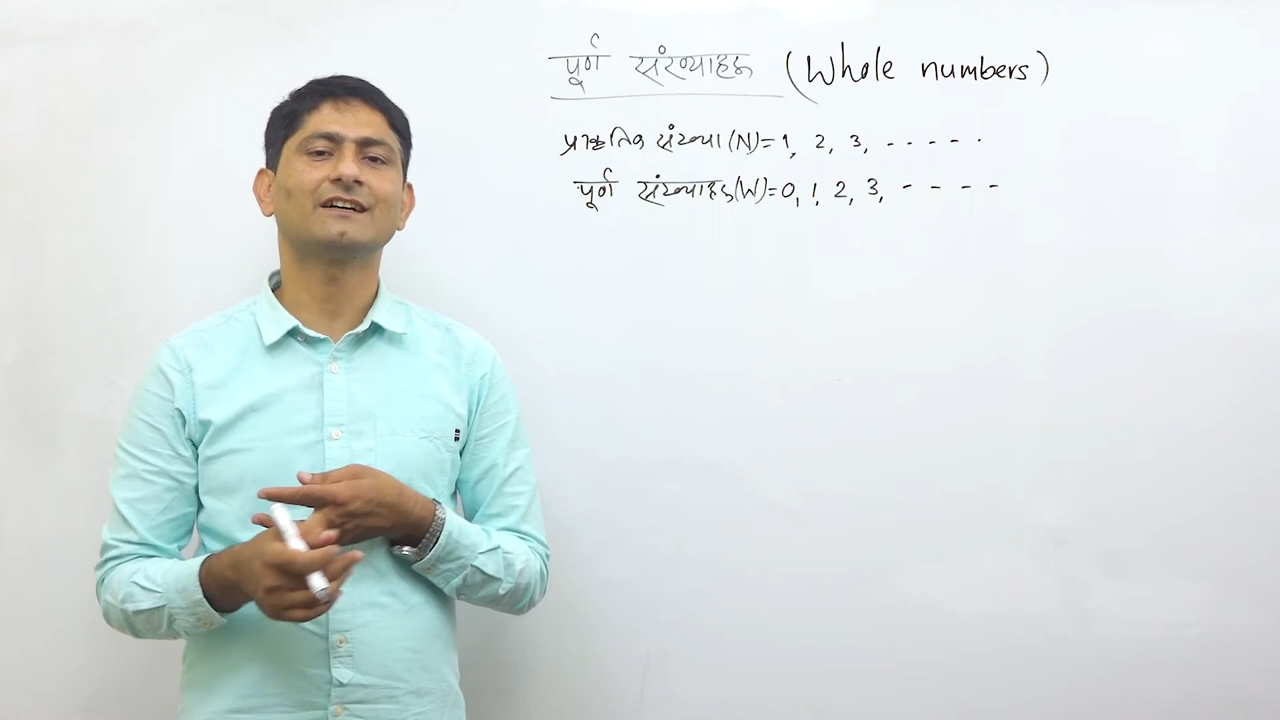 पूर्ण संख्याहरू (Whole numbers)
प्राकृतिक संख्या (N)= 1, 2, 3, - - - - - .
पूर्ण संख्याहरू (W)= 0, 1, 2, 3, - - - -